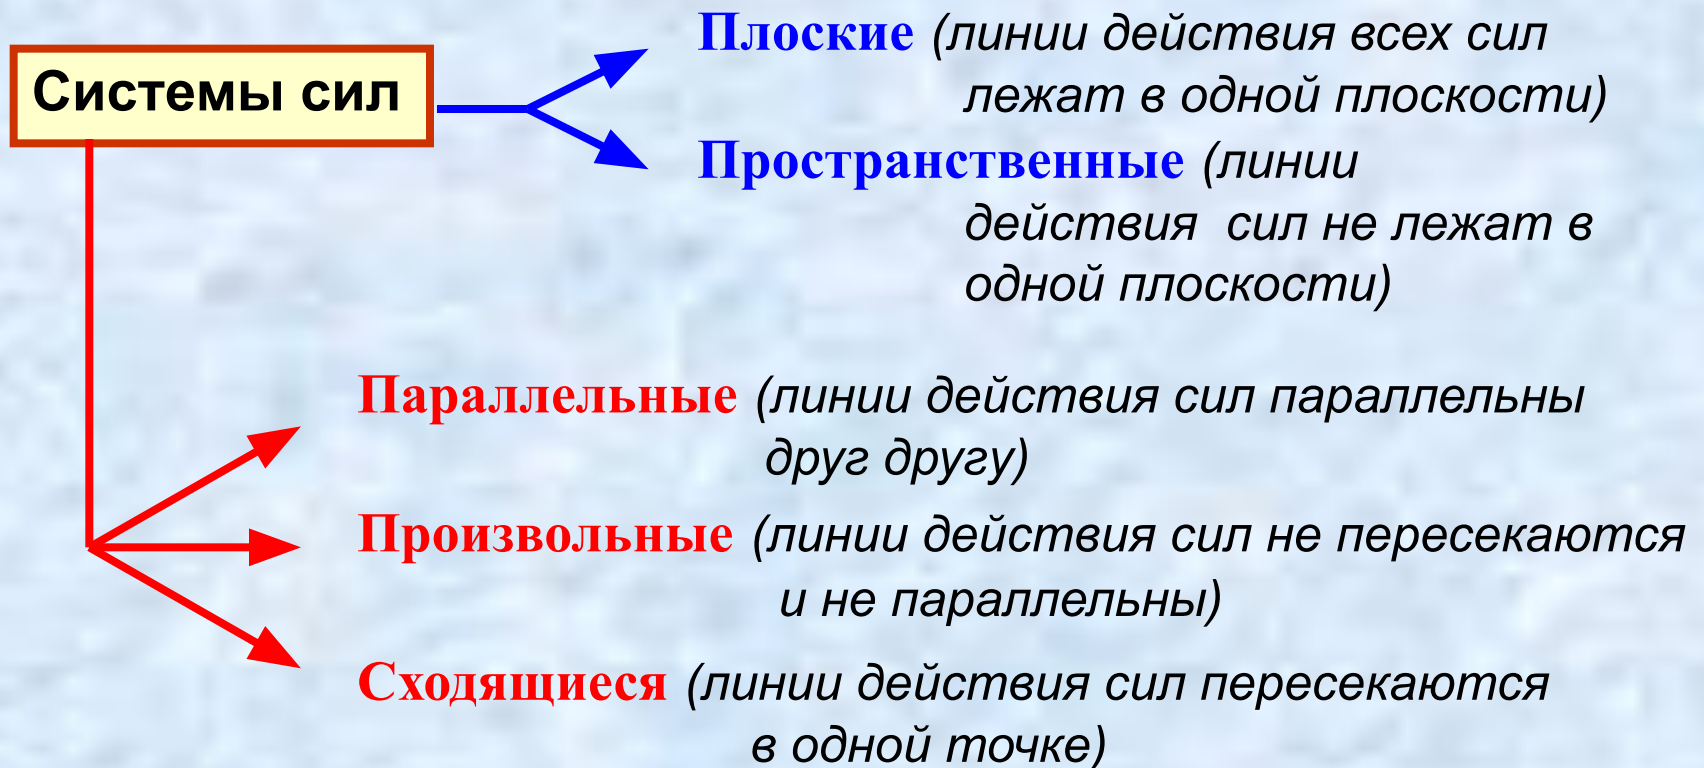 Системы сил
Плоские (линии действия всех сил
лежат в одной плоскости)
Пространственные (линии
действия сил не лежат в
одной плоскости)
Параллельные (линии действия сил параллельны
друг другу)
Произвольные (линии действия сил не пересекаются
и не параллельны)
Сходящиеся (линии действия сил пересекаются
в одной точке)